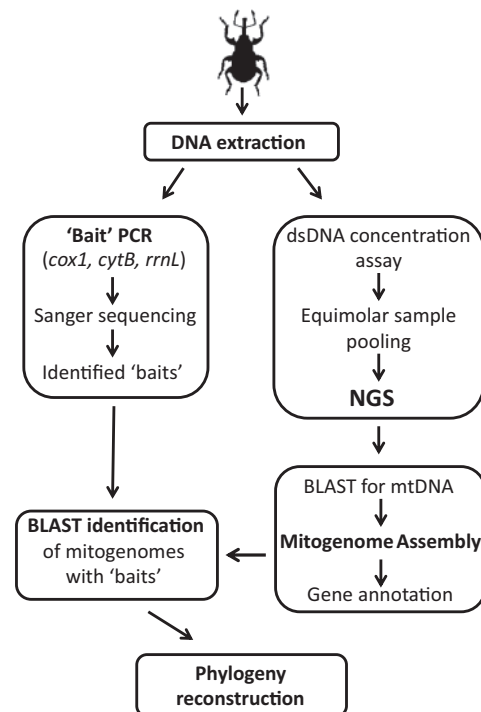 DNA extraction
‘Bait’ PCR
(cox1, cytB, rrnL)
Sanger sequencing
Identified ‘baits’
dsDNA concentration
assay
Equimolar sample
pooling
NGS
BLAST for mtDNA
Mitogenome Assembly
Gene annotation
BLAST identification
of mitogenomes
with ‘baits’
Phylogeny
reconstruction